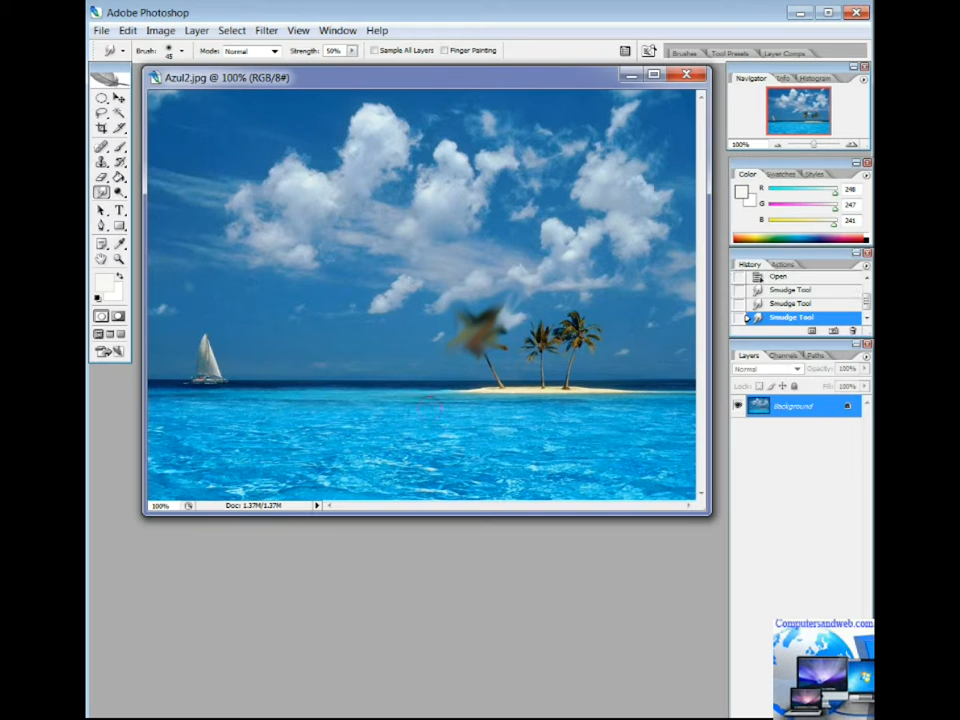 Adobe Photoshop
File Edit Image Layer Select Filter View Window Help
Brush: 45 Mode: Normal Strength: 50% Sample All Layers Finger Painting
Brushes Tool Presets Layer Comps
Azul2.jpg @ 100% (RGB/8#)
Navigator Info Histogram
100%
Color Swatches Styles
R 246
G 247
B 241
History Actions
Open
Smudge Tool
Smudge Tool
Smudge Tool
Layers Channels Paths
Normal Opacity: 100%
Lock: Fill: 100%
Background
100% Doc: 1.37M/1.37M
Computersandweb.com